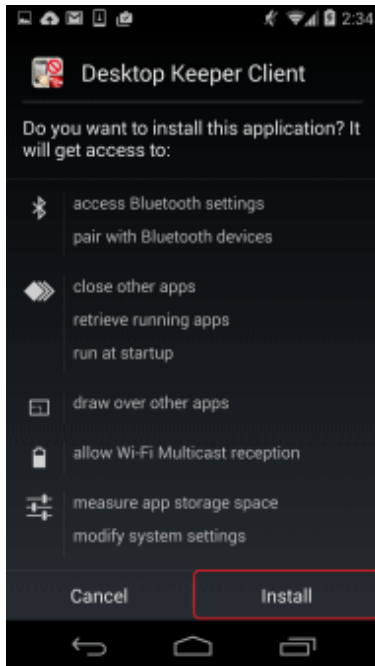 2:34
Desktop Keeper Client
Do you want to install this application? It
will get access to:
access Bluetooth settings
pair with Bluetooth devices
close other apps
retrieve running apps
run at startup
draw over other apps
allow Wi-Fi Multicast reception
measure app storage space
modify system settings
Cancel Install